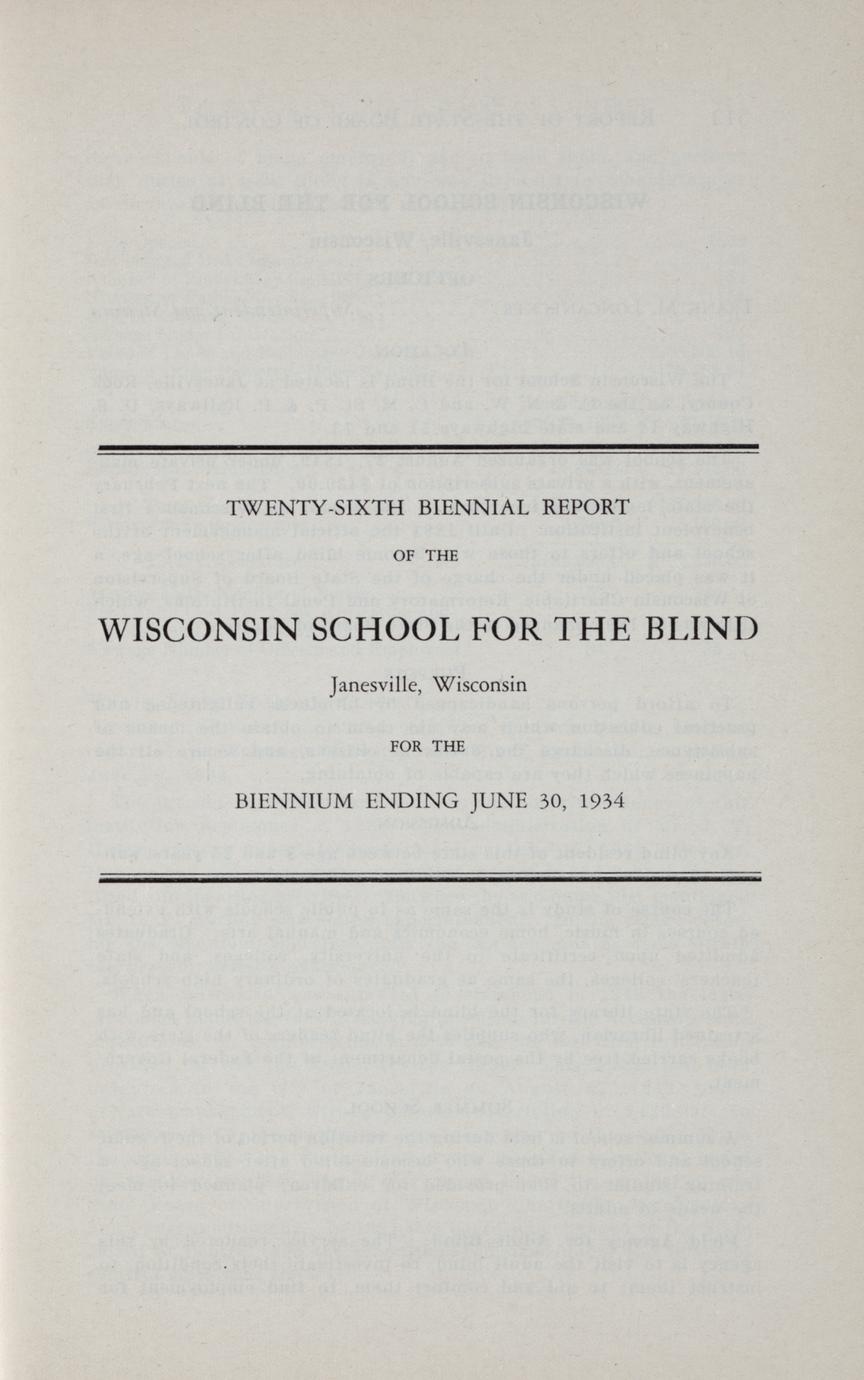 TWENTY-SIXTH BIENNIAL REPORT
OF THE
WISCONSIN SCHOOL FOR THE BLIND
Janesville, Wisconsin
FOR THE
BIENNIUM ENDING JUNE 30, 1934